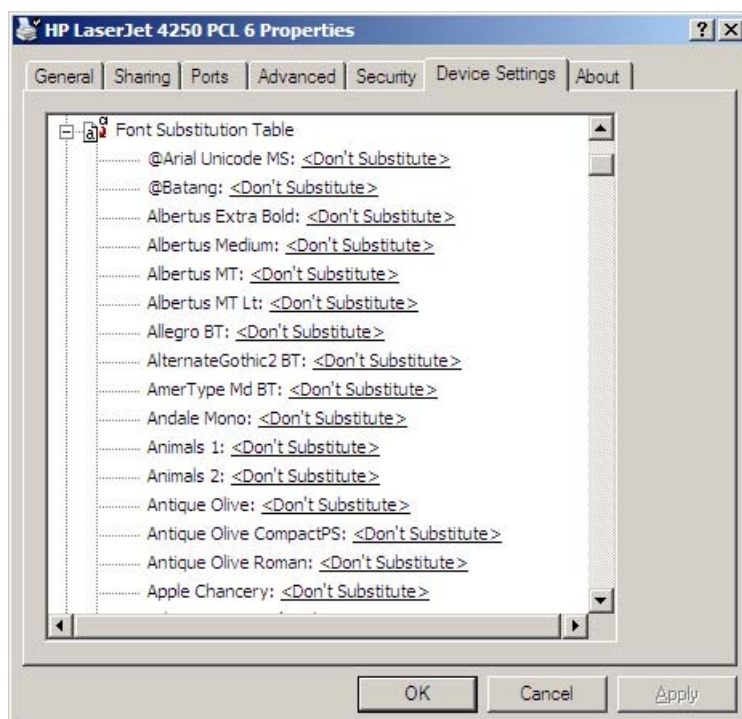 HP LaserJet 4250 PCL 6 Properties
General Sharing Ports Advanced Security Device Settings About
Font Substitution Table
@Arial Unicode MS: <Don't Substitute>
@Batang: <Don't Substitute>
Albertus Extra Bold: <Don't Substitute>
Albertus Medium: <Don't Substitute>
Albertus MT: <Don't Substitute>
Albertus MT Lt: <Don't Substitute>
Allegro BT: <Don't Substitute>
AlternateGothic2 BT: <Don't Substitute>
AmerType Md BT: <Don't Substitute>
Andale Mono: <Don't Substitute>
Animals 1: <Don't Substitute>
Animals 2: <Don't Substitute>
Antique Olive: <Don't Substitute>
Antique Olive CompactPS: <Don't Substitute>
Antique Olive Roman: <Don't Substitute>
Apple Chancery: <Don't Substitute>
OK Cancel Apply